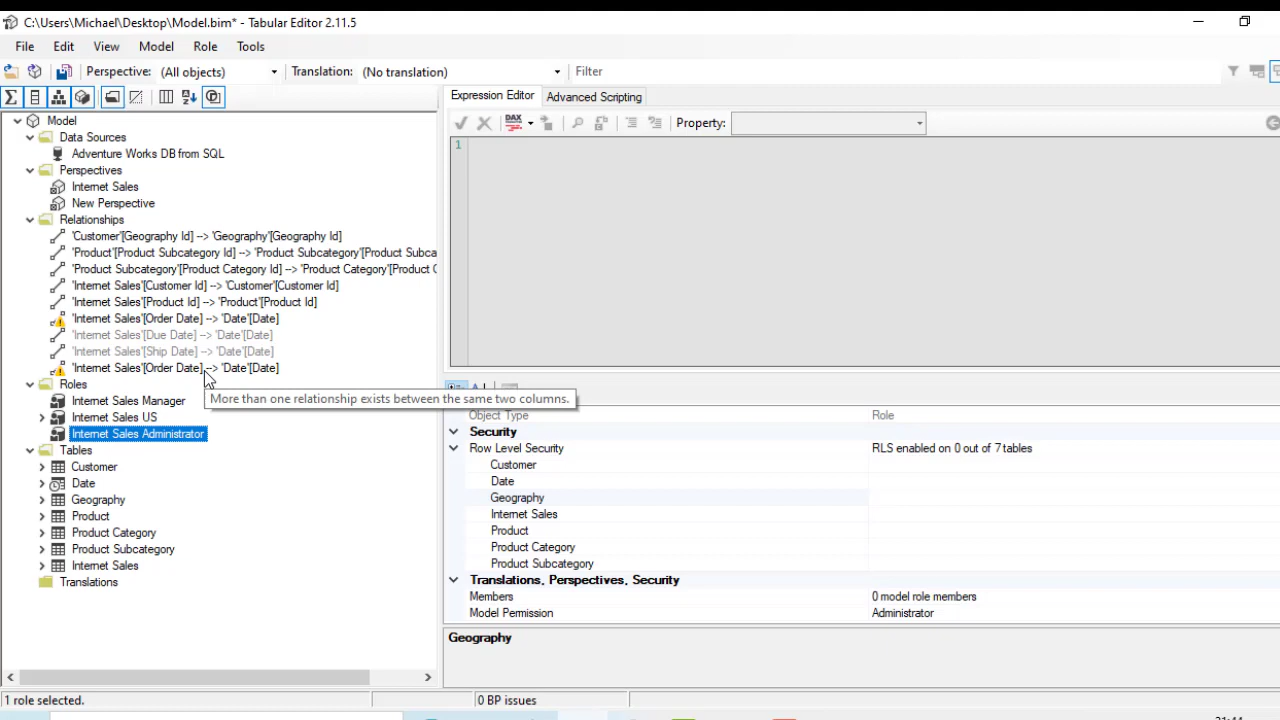 C:\Users\Michael\Desktop\Model.bim* - Tabular Editor 2.11.5
File Edit View Model Role Tools
Perspective: (All objects) Translation: (No translation) Filter
Expression Editor Advanced Scripting
DAX Property:
1
Model
Data Sources
Adventure Works DB from SQL
Perspectives
Internet Sales
New Perspective
Relationships
'Customer'[Geography Id] --> 'Geography'[Geography Id]
'Product'[Product Subcategory Id] --> 'Product Subcategory'[Product Subca
'Product Subcategory'[Product Category Id] --> 'Product Category'[Product C
'Internet Sales'[Customer Id] --> 'Customer'[Customer Id]
'Internet Sales'[Product Id] --> 'Product'[Product Id]
'Internet Sales'[Order Date] --> 'Date'[Date]
'Internet Sales'[Due Date] --> 'Date'[Date]
'Internet Sales'[Ship Date] --> 'Date'[Date]
'Internet Sales'[Order Date] --> 'Date'[Date]
More than one relationship exists between the same two columns.
Roles
Internet Sales Manager
Internet Sales US
Internet Sales Administrator
Tables
Customer
Date
Geography
Product
Product Category
Product Subcategory
Internet Sales
Translations
Object Type Role
Security
Row Level Security RLS enabled on 0 out of 7 tables
Customer
Date
Geography
Internet Sales
Product
Product Category
Product Subcategory
Translations, Perspectives, Security
Members 0 model role members
Model Permission Administrator
Geography
1 role selected. 0 BP issues